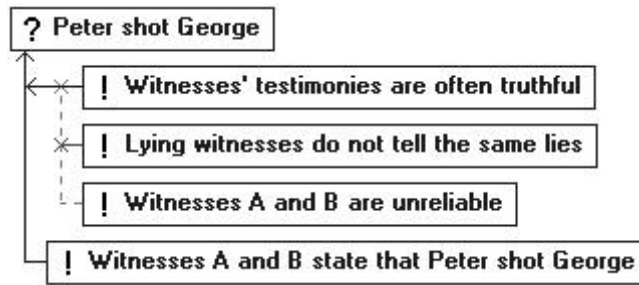 ? Peter shot George
! Witnesses' testimonies are often truthful
! Lying witnesses do not tell the same lies
! Witnesses A and B are unreliable
! Witnesses A and B state that Peter shot George